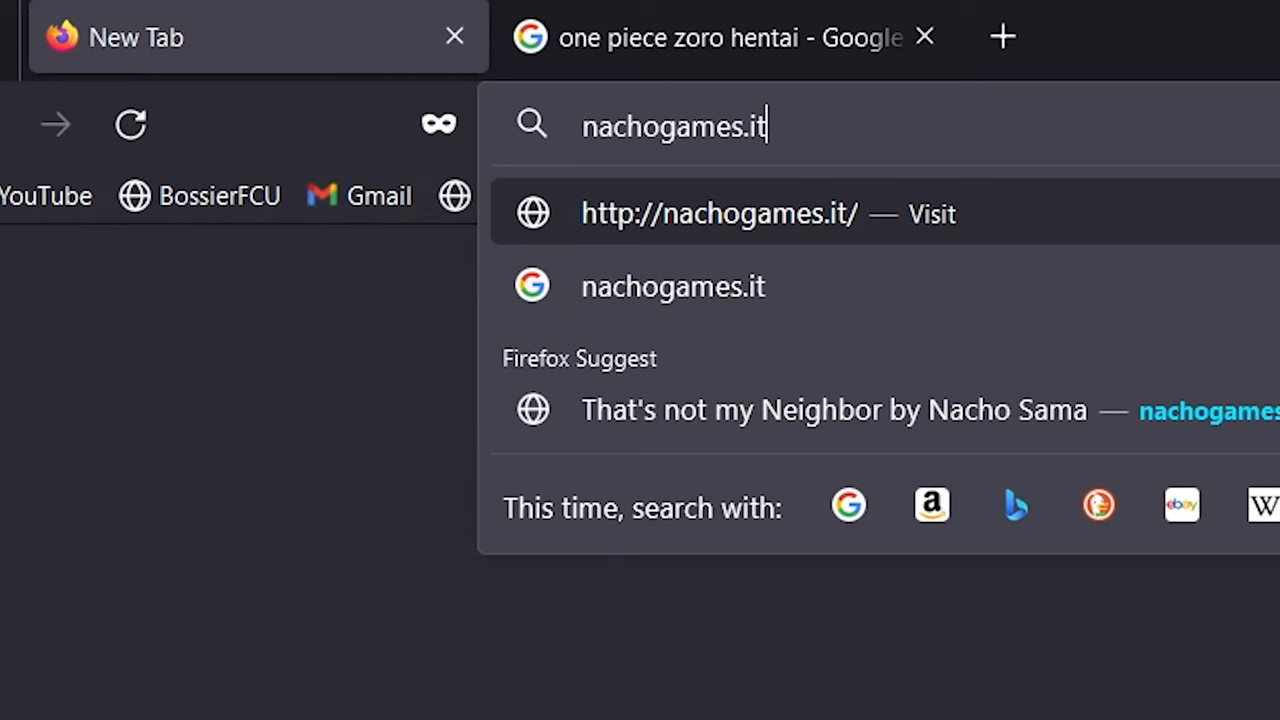 New Tab
one piece zoro hentai - Google
nachogames.it
YouTube
BossierFCU
Gmail
http://nachogames.it/ — Visit
nachogames.it
Firefox Suggest
That's not my Neighbor by Nacho Sama — nachogames
This time, search with:
a
ebay
W